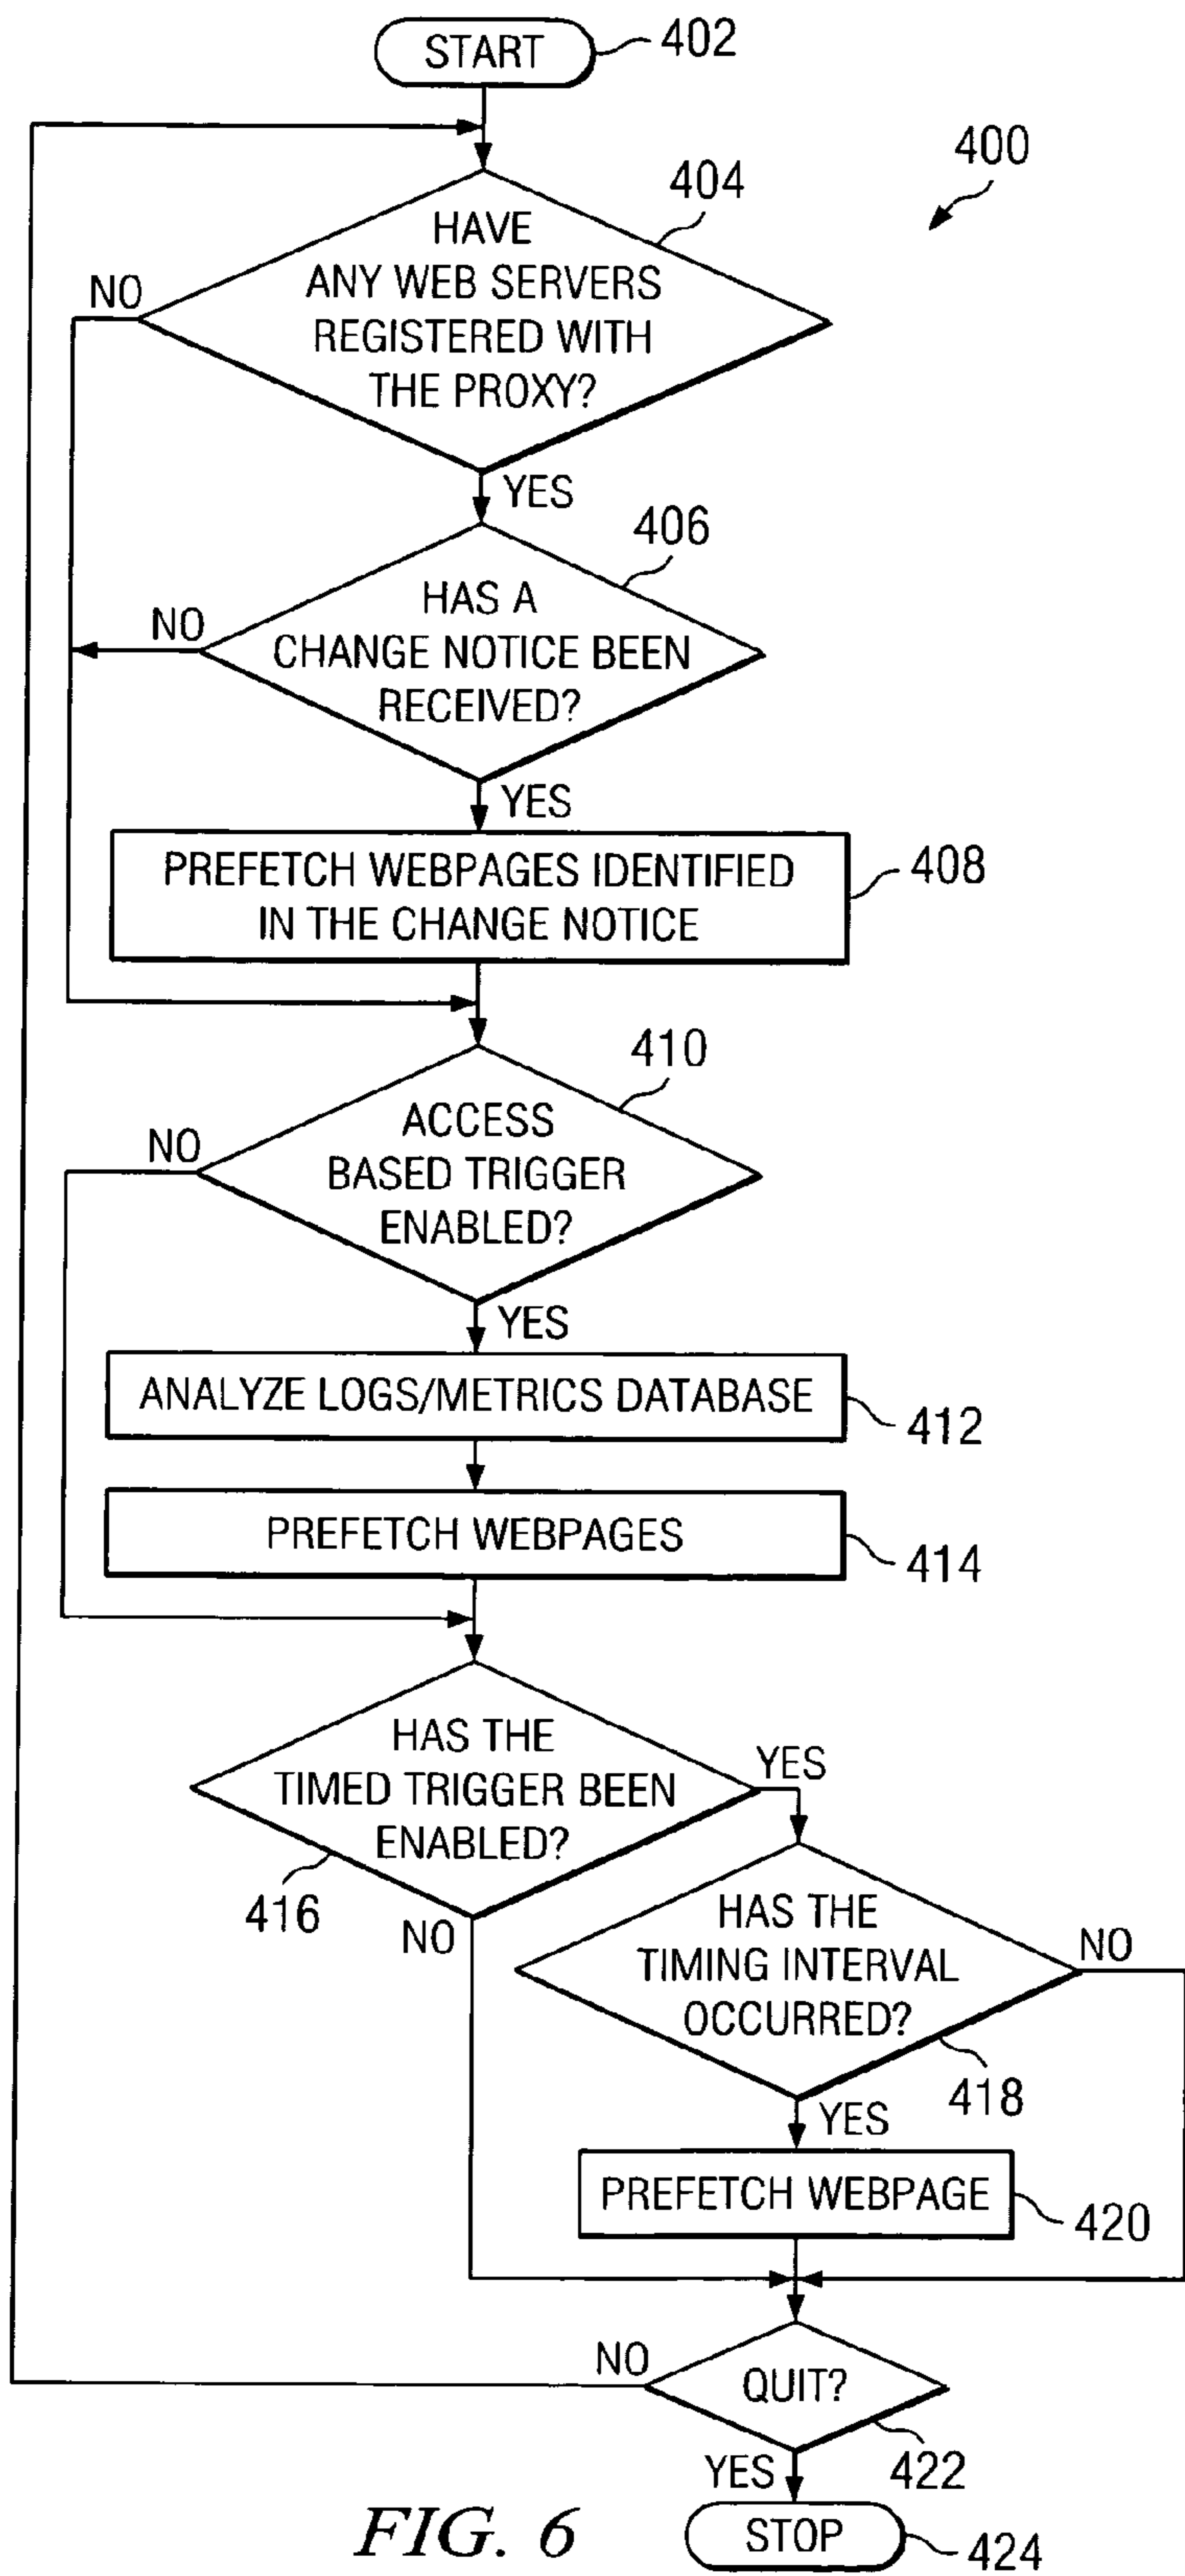 START
402
400
404
HAVE
ANY WEB SERVERS
REGISTERED WITH
THE PROXY?
NO
YES
406
HAS A
CHANGE NOTICE BEEN
RECEIVED?
NO
YES
PREFETCH WEBPAGES IDENTIFIED
IN THE CHANGE NOTICE
408
410
ACCESS
BASED TRIGGER
ENABLED?
NO
YES
ANALYZE LOGS/METRICS DATABASE
412
PREFETCH WEBPAGES
414
HAS THE
TIMED TRIGGER BEEN
ENABLED?
YES
416
NO
HAS THE
TIMING INTERVAL
OCCURRED?
NO
418
YES
PREFETCH WEBPAGE
420
NO
QUIT?
422
YES
STOP
424
FIG. 6